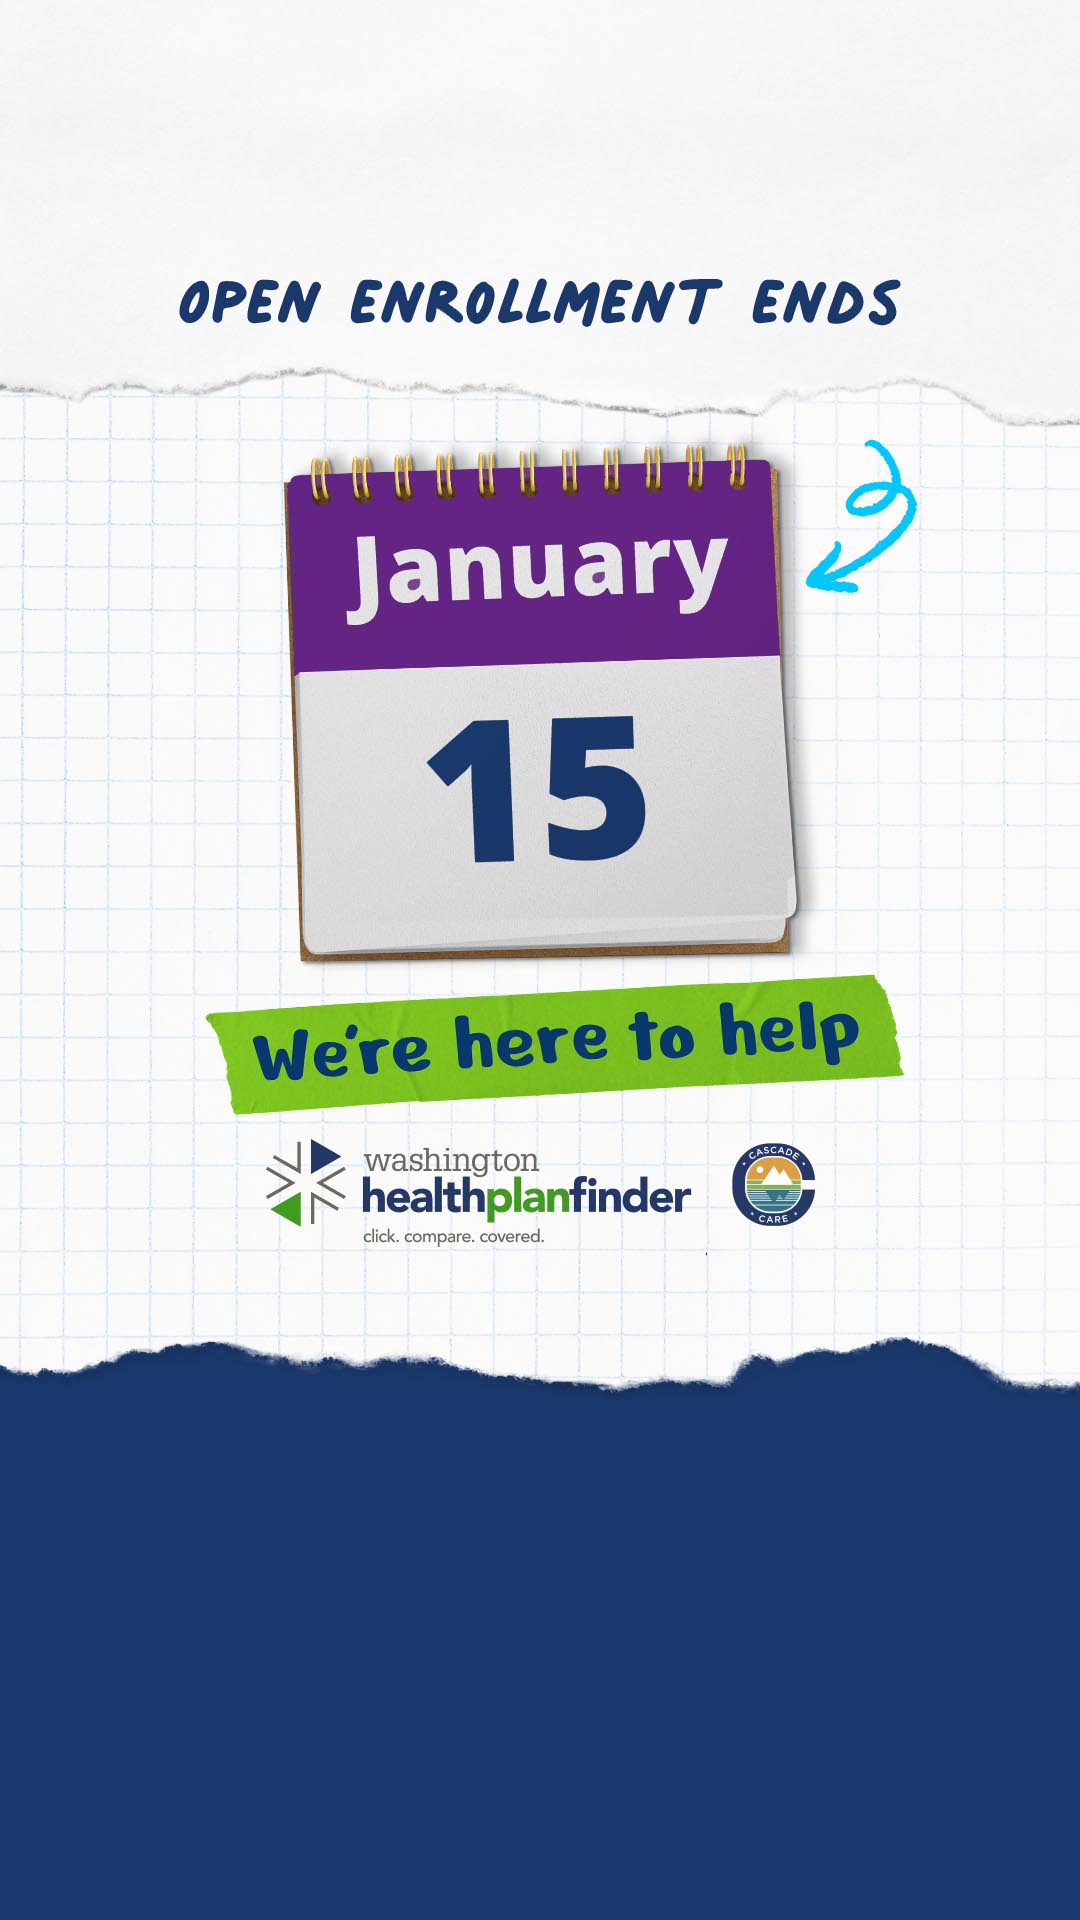 OPEN ENROLLMENT ENDS
January
15
We're here to help
washington
healthplanfinder
click. compare. covered.
CASCADE
CARE